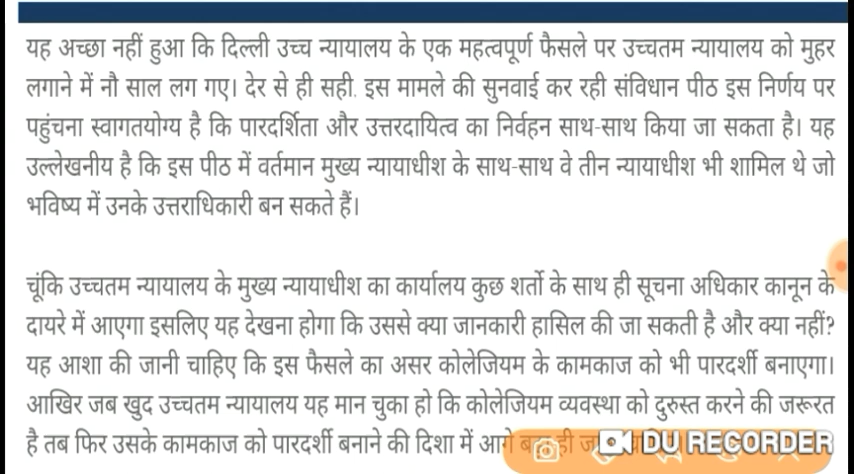 यह अच्छा नहीं हुआ कि दिल्ली उच्च न्यायालय के एक महत्वपूर्ण फैसले पर उच्चतम न्यायालय को मुहर
लगाने में नौ साल लग गए। देर से ही सही. इस मामले की सुनवाई कर रही संविधान पीठ इस निर्णय पर
पहुंचना स्वागतयोग्य है कि पारदर्शिता और उत्तरदायित्व का निर्वहन साथ-साथ किया जा सकता है। यह
उल्लेखनीय है कि इस पीठ में वर्तमान मुख्य न्यायाधीश के साथ-साथ वे तीन न्यायाधीश भी शामिल थे जो
भविष्य में उनके उत्तराधिकारी बन सकते हैं।
चूंकि उच्चतम न्यायालय के मुख्य न्यायाधीश का कार्यालय कुछ शर्तो के साथ ही सूचना अधिकार कानून के
दायरे में आएगा इसलिए यह देखना होगा कि उससे क्या जानकारी हासिल की जा सकती है और क्या नहीं?
यह आशा की जानी चाहिए कि इस फैसले का असर कोलेजियम के कामकाज को भी पारदर्शी बनाएगा।
आखिर जब खुद उच्चतम न्यायालय यह मान चुका हो कि कोलेजियम व्यवस्था को दुरुस्त करने की जरूरत
है तब फिर उसके कामकाज को पारदर्शी बनाने की दिशा में आगे ही DU RECORDER